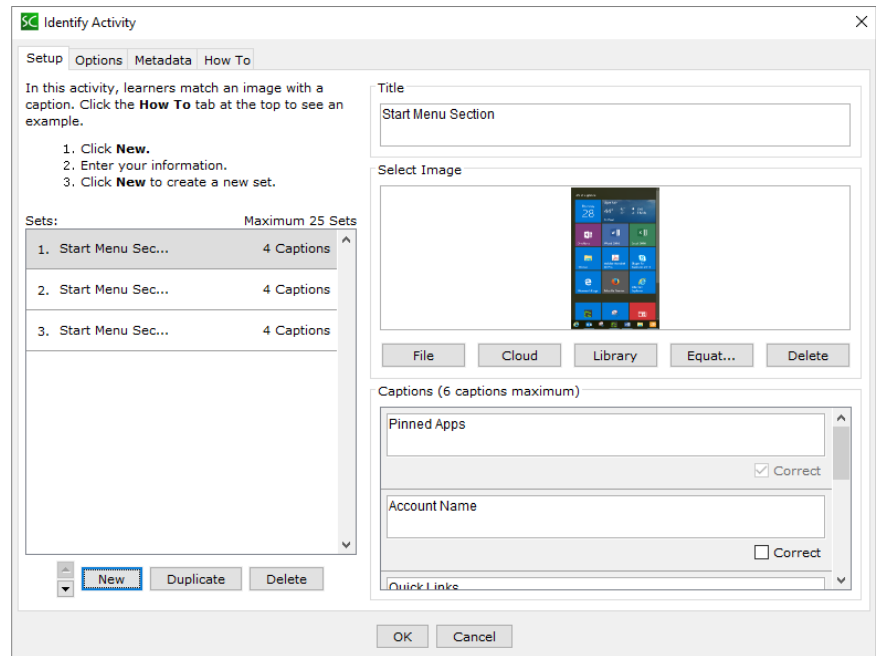 SC Identify Activity
Setup Options Metadata How To
In this activity, learners match an image with a
caption. Click the How To tab at the top to see an
example.
1. Click New.
2. Enter your information.
3. Click New to create a new set.
Sets: Maximum 25 Sets
1. Start Menu Sec... 4 Captions
2. Start Menu Sec... 4 Captions
3. Start Menu Sec... 4 Captions
New Duplicate Delete
Title
Start Menu Section
Select Image
28
File Cloud Library Equat... Delete
Captions (6 captions maximum)
Pinned Apps
Correct
Account Name
Correct
Quick Links
OK Cancel